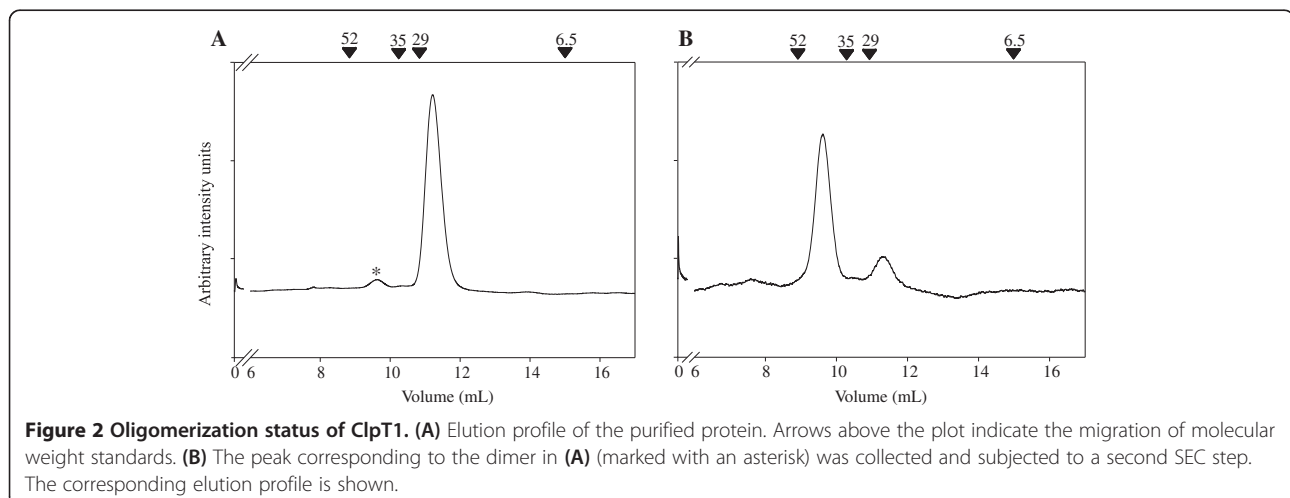 A
52 35 29 6.5
B
52 35 29 6.5
Arbitrary intensity units
*
0 6 8 10 12 14 16
0 6 8 10 12 14 16
Volume (mL)
Volume (mL)
Figure 2 Oligomerization status of ClpT1. (A) Elution profile of the purified protein. Arrows above the plot indicate the migration of molecular
weight standards. (B) The peak corresponding to the dimer in (A) (marked with an asterisk) was collected and subjected to a second SEC step.
The corresponding elution profile is shown.